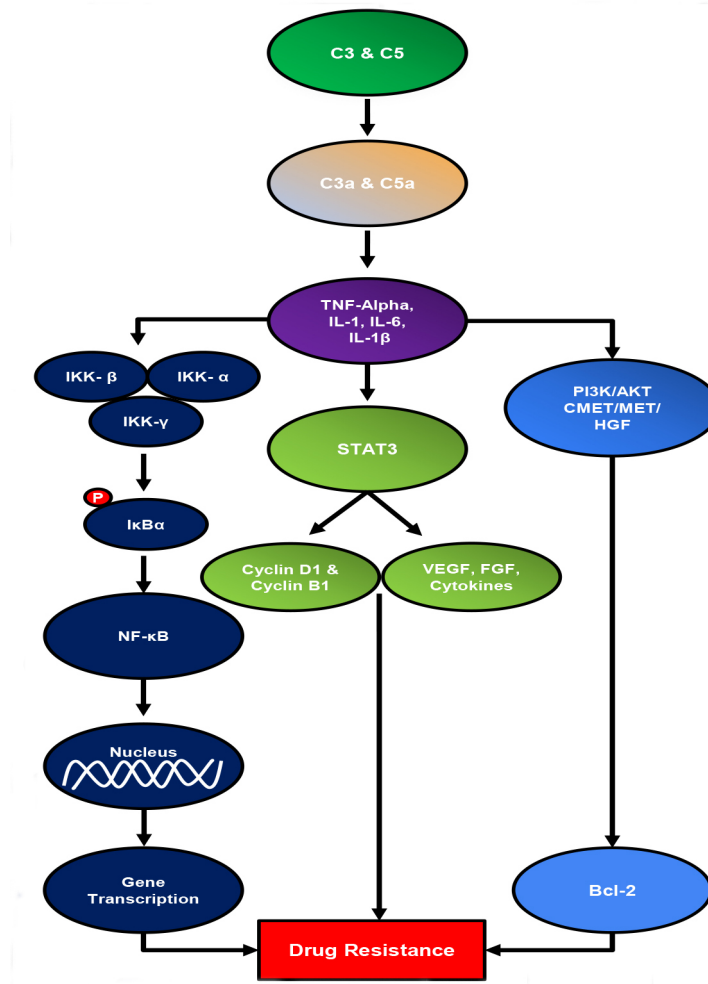 C3 & C5
C3a & C5a
TNF-Alpha,
IL-1, IL-6,
IL-1β
IKK- β
IKK- α
IKK-γ
PI3K/AKT
CMET/MET/
HGF
STAT3
P
IκBα
Cyclin D1 &
Cyclin B1
VEGF, FGF,
Cytokines
NF-κB
Nucleus
Gene
Transcription
Bcl-2
Drug Resistance